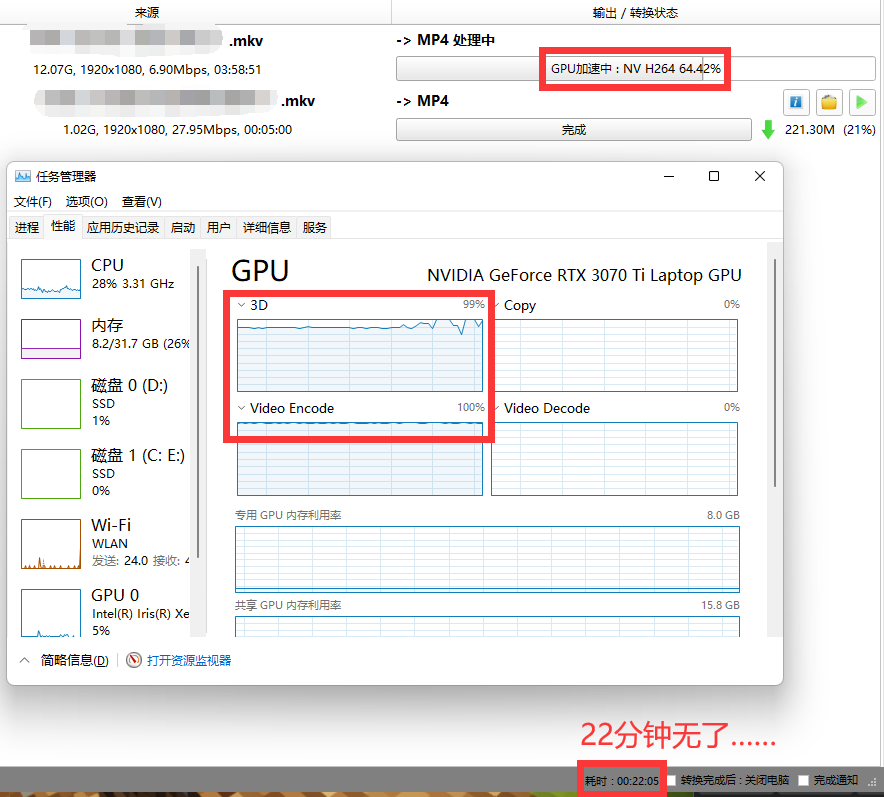 来源
输出 / 转换状态
.mkv
-> MP4 处理中
12.07G, 1920x1080, 6.90Mbps, 03:58:51
GPU加速中 : NV H264 64.42%
.mkv
-> MP4
1.02G, 1920x1080, 27.95Mbps, 00:05:00
完成
221.30M (21%)
任务管理器
文件(F) 选项(O) 查看(V)
进程 性能 应用历史记录 启动 用户 详细信息 服务
CPU
28% 3.31 GHz
内存
8.2/31.7 GB (26%
磁盘 0 (D:)
SSD
1%
磁盘 1 (C: E:)
SSD
0%
Wi-Fi
WLAN
发送: 24.0 接收: 4
GPU 0
Intel(R) Iris(R) Xe
5%
GPU
NVIDIA GeForce RTX 3070 Ti Laptop GPU
3D 99%
Copy 0%
Video Encode 100%
Video Decode 0%
专用 GPU 内存利用率 8.0 GB
共享 GPU 内存利用率 15.8 GB
简略信息(D)
打开资源监视器
22分钟无了......
耗时 : 00:22:05
转换完成后 : 关闭电脑
完成通知